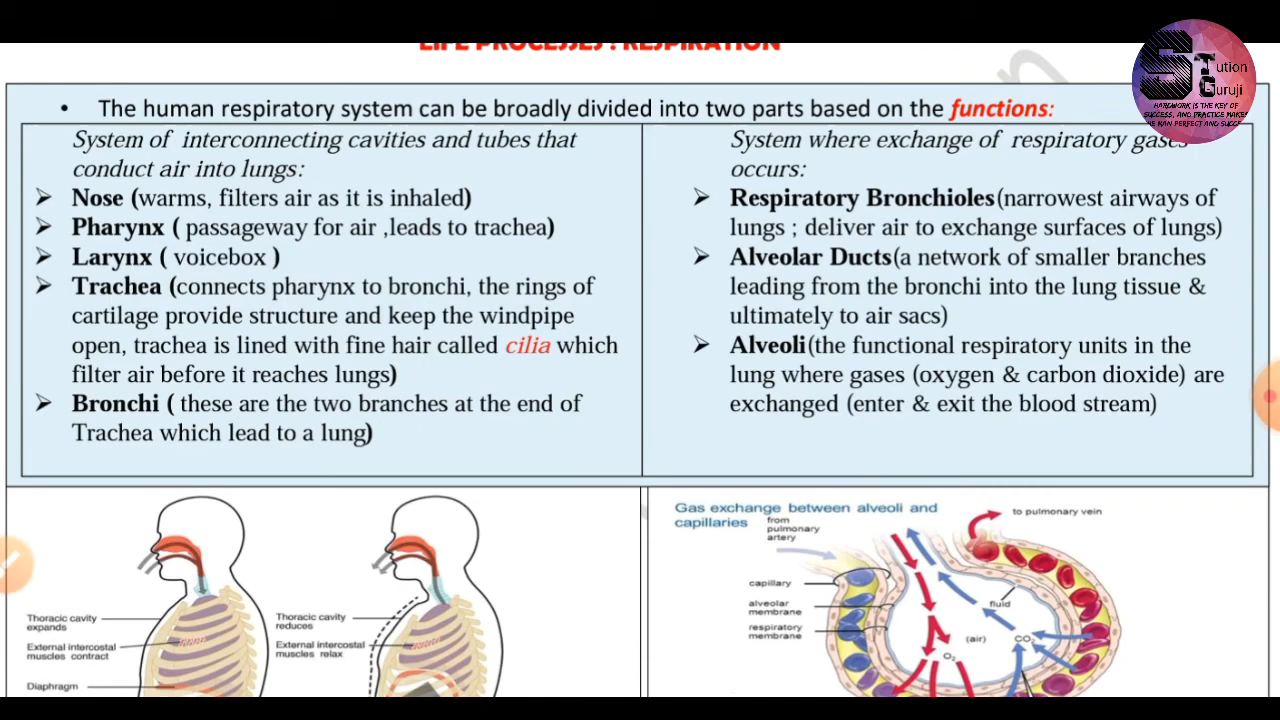 LIFE PROCESSES : RESPIRATION
• The human respiratory system can be broadly divided into two parts based on the functions:
System of interconnecting cavities and tubes that
conduct air into lungs:
➢ Nose (warms, filters air as it is inhaled)
➢ Pharynx ( passageway for air ,leads to trachea)
➢ Larynx ( voicebox )
➢ Trachea (connects pharynx to bronchi, the rings of
cartilage provide structure and keep the windpipe
open, trachea is lined with fine hair called cilia which
filter air before it reaches lungs)
➢ Bronchi ( these are the two branches at the end of
Trachea which lead to a lung)
System where exchange of respiratory gases
occurs:
➢ Respiratory Bronchioles(narrowest airways of
lungs ; deliver air to exchange surfaces of lungs)
➢ Alveolar Ducts(a network of smaller branches
leading from the bronchi into the lung tissue &
ultimately to air sacs)
➢ Alveoli(the functional respiratory units in the
lung where gases (oxygen & carbon dioxide) are
exchanged (enter & exit the blood stream)
S Tution
Guruji
HARDWORK IS THE KEY OF
SUCCESS, AND PRACTICE MAKES
THE MAN PERFECT AND SUCCE
Thoracic cavity
expands
External intercostal
muscles contract
Diaphragm
Thoracic cavity
reduces
External intercostal
muscles relax
Gas exchange between alveoli and
capillaries
from
pulmonary
artery
to pulmonary vein
capillary
alveolar
membrane
respiratory
membrane
fluid
(air)
CO2
O2